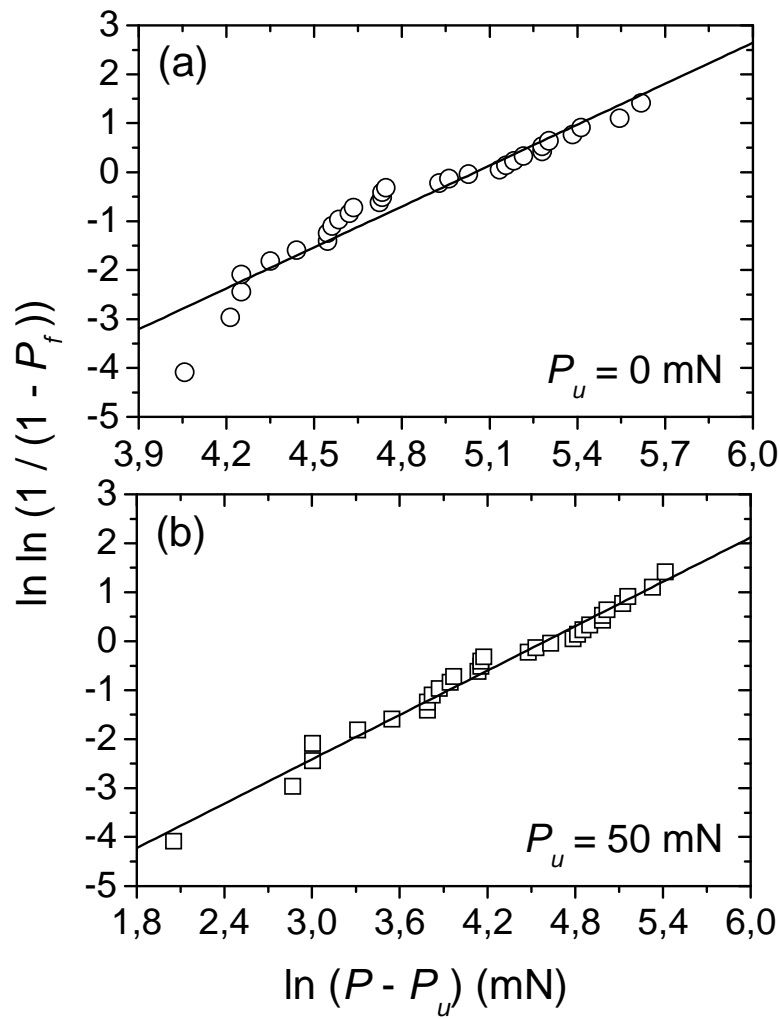 (a)
3
2
1
0
-1
-2
-3
-4
-5
P_u = 0 mN
3,9 4,2 4,5 4,8 5,1 5,4 5,7 6,0
ln ln (1 / (1 - P_f))
(b)
3
2
1
0
-1
-2
-3
-4
-5
P_u = 50 mN
1,8 2,4 3,0 3,6 4,2 4,8 5,4 6,0
ln (P - P_u) (mN)